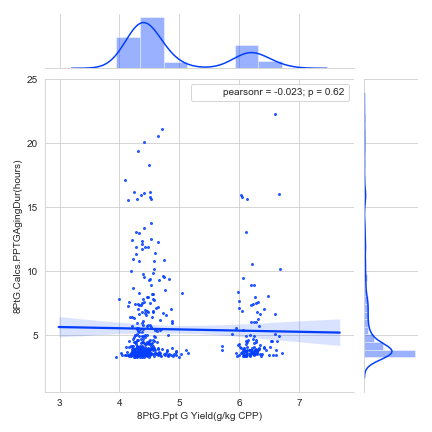 25
pearsonr = -0.023; p = 0.62
20
15
10
5
8PtG.Calcs.PPTGAgingDur(hours)
3 4 5 6 7
8PtG.Ppt G Yield(g/kg CPP)